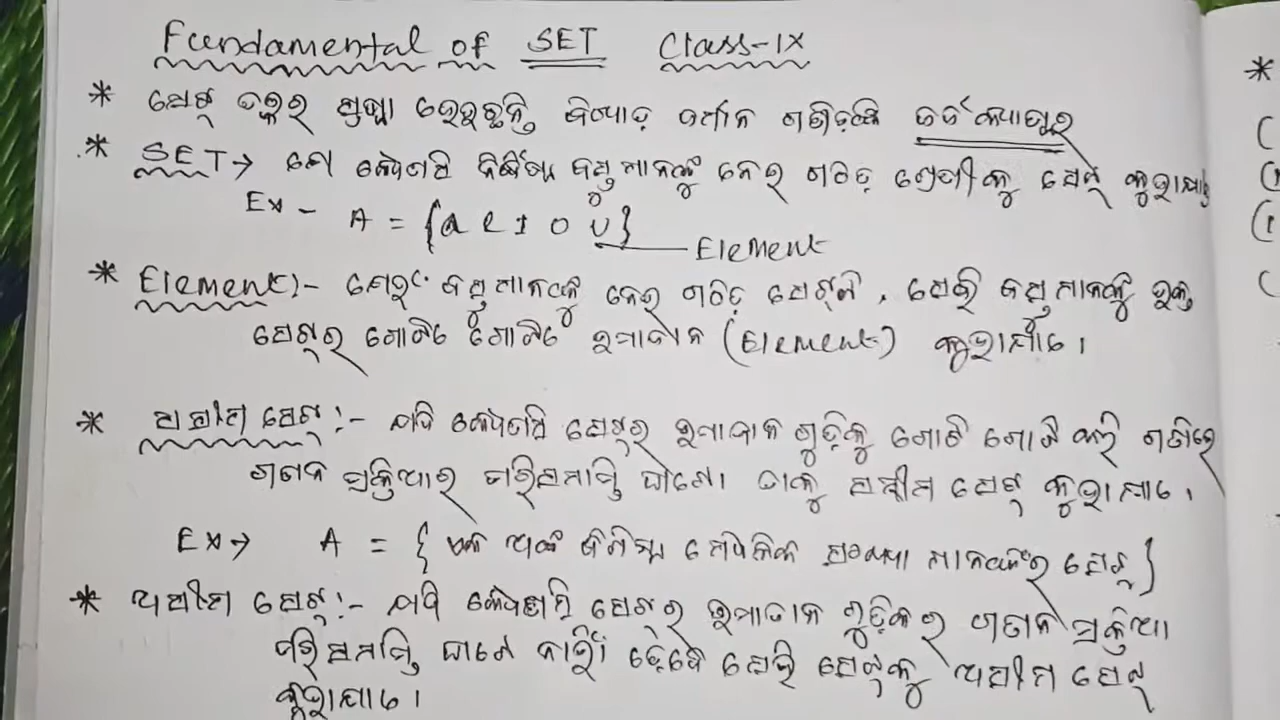 Fundamental of SET Class-IX
* ସେଟ୍ ତତ୍ତ୍ୱର ସ୍ରଷ୍ଟା ହେଉଛନ୍ତି ବିଖ୍ୟାତ ଜର୍ମାନ ଗଣିତଜ୍ଞ ଜର୍ଜ କ୍ୟାଣ୍ଟର
* SET → କୌଣସି ନିର୍ଦ୍ଦିଷ୍ଟ ବସ୍ତୁମାନଙ୍କୁ ନେଇ ଗଠିତ ଶ୍ରେଣୀକୁ ସେଟ୍ କୁହାଯାଏ
Ex - A = {a e I o u}
Element
* Element:- ବସ୍ତୁମାନଙ୍କୁ ନେଇ ଗଠିତ ସେହି ବସ୍ତୁମାନଙ୍କୁ ଉକ୍ତ
ସେଟ୍‌ର ଗୋଟିଏ ଗୋଟିଏ ଉପାଦାନ (Element) କୁହାଯାଏ ।
* ସସୀମ ସେଟ୍ :- ଯଦି କୌଣସି ସେଟ୍‌ର ଉପାଦାନ ଗୁଡ଼ିକୁ ଗୋଟି ଗୋଟି କରି ଗଣିଲେ
ଗଣନ ପ୍ରକ୍ରିୟାର ପରିସମାପ୍ତି ଘଟେ । ତାକୁ ସସୀମ ସେଟ୍ କୁହାଯାଏ ।
Ex → A = { ଏକ ଅଙ୍କ ବିଶିଷ୍ଟ ମୌଳିକ ସଂଖ୍ୟା ମାନଙ୍କର ସେଟ୍ }
* ଅସୀମ ସେଟ୍ :- ଯଦି କୌଣସି ସେଟ୍‌ର ଉପାଦାନ ଗୁଡ଼ିକର ଗଣନ ପ୍ରକ୍ରିୟା
ପରିସମାପ୍ତି ଘଟେ ନାହିଁ ସେହି ସେଟ୍‌କୁ ଅସୀମ ସେଟ୍
କୁହାଯାଏ ।